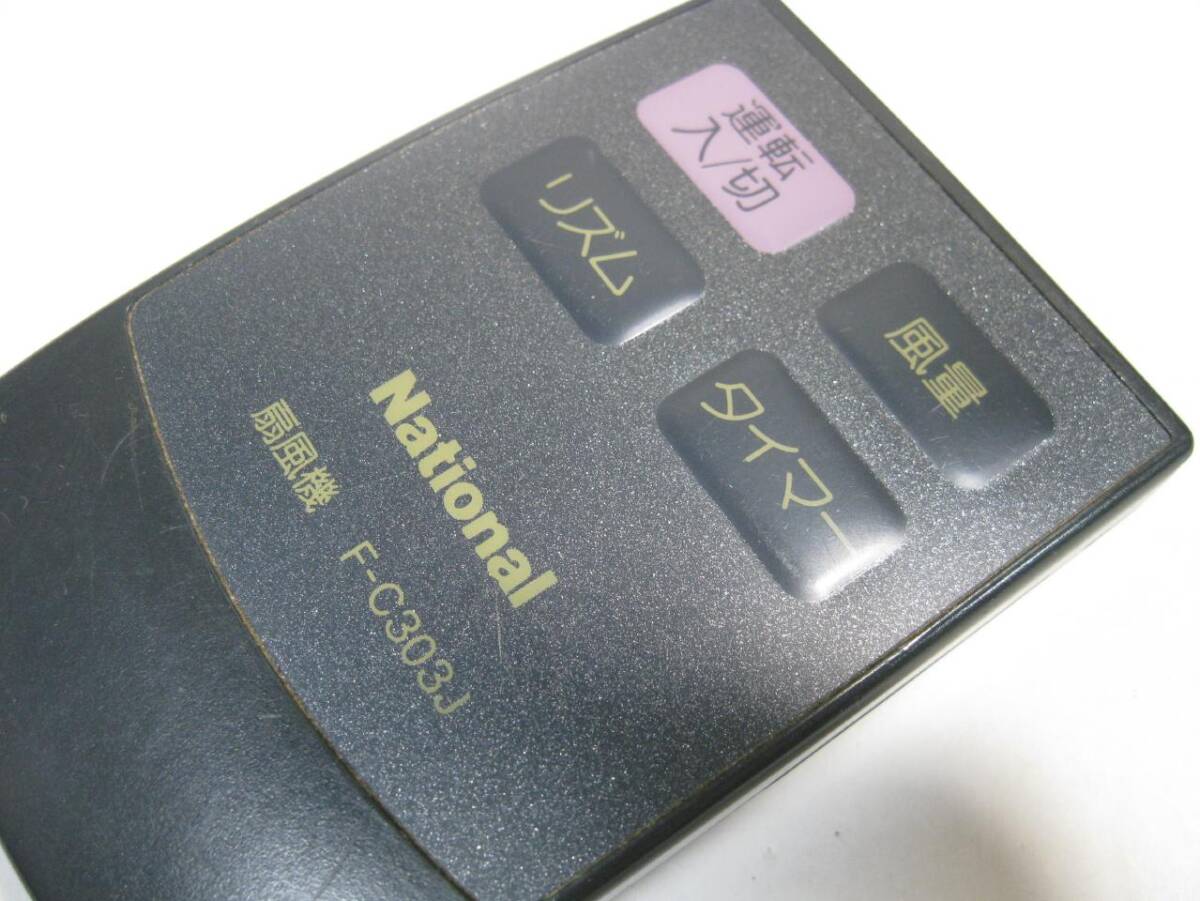 運転
入/切
リズム
風量
タイマー
National
扇風機 F-C303J